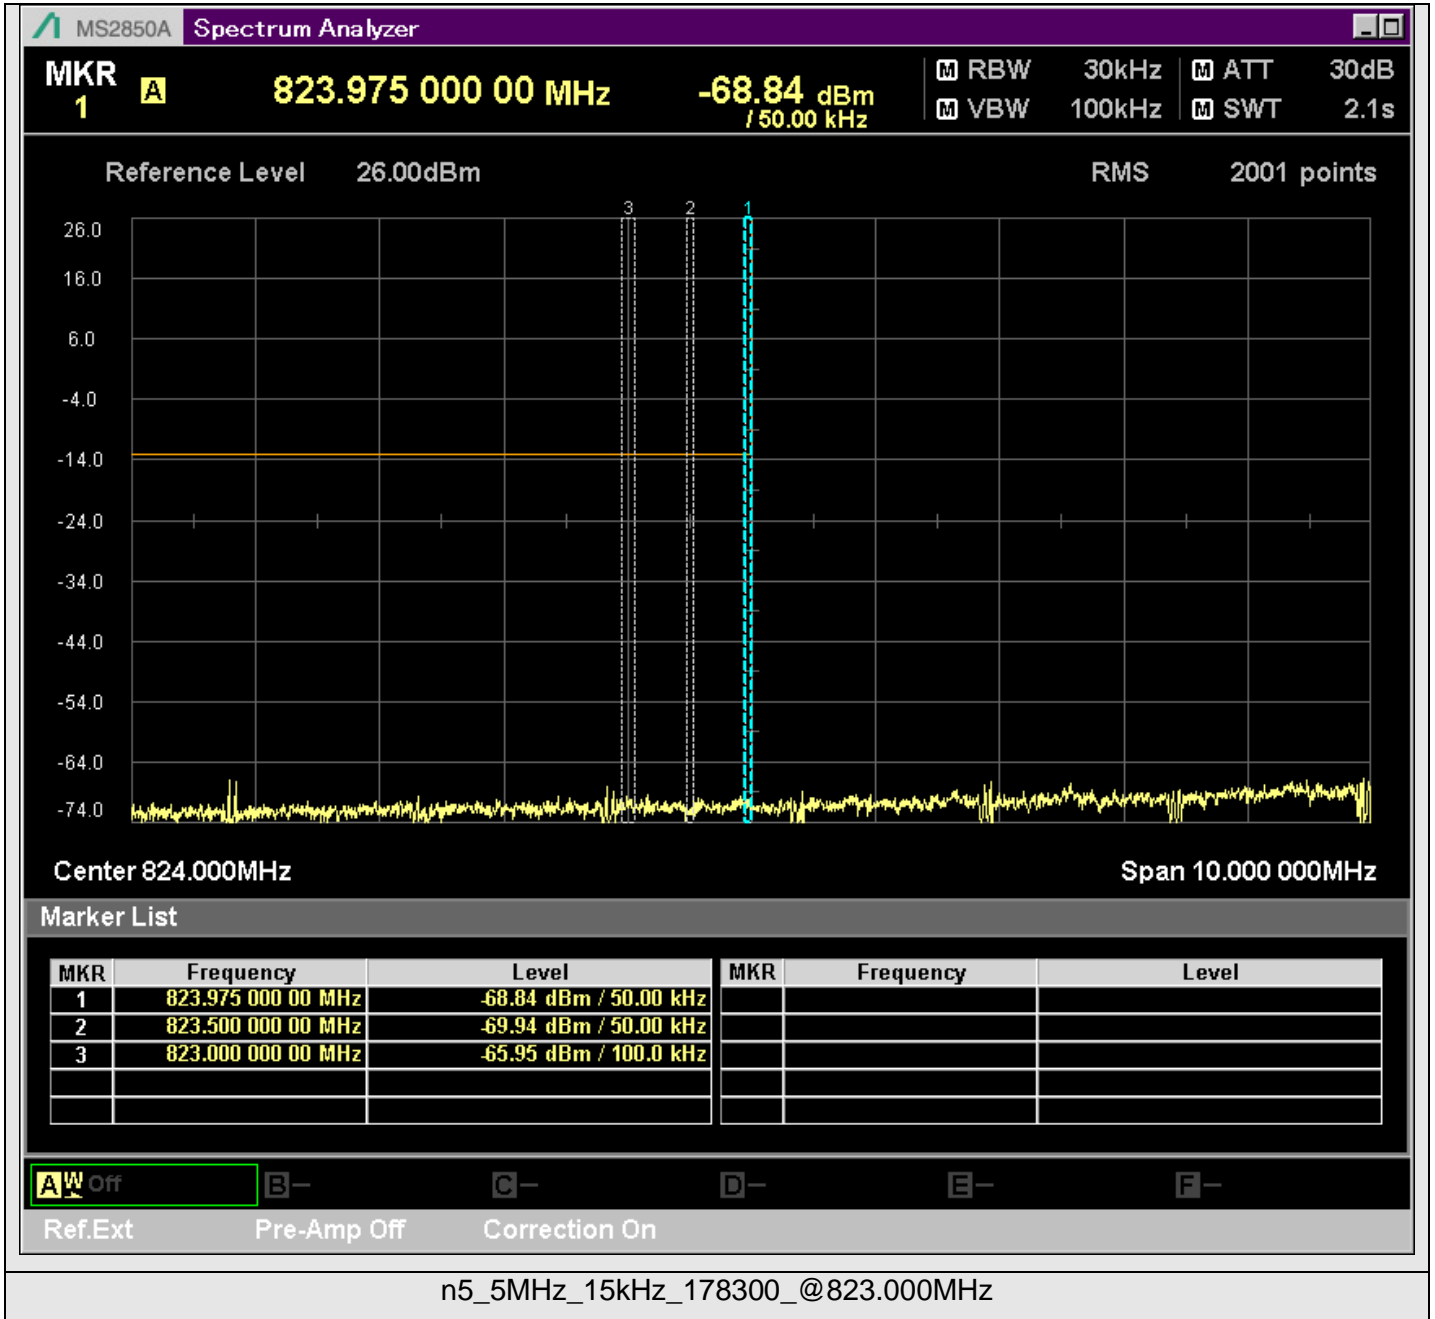 MS2850A Spectrum Analyzer
MKR 1 A 823.975 000 00 MHz -68.84 dBm / 50.00 kHz
M RBW 30kHz M ATT 30dB
M VBW 100kHz M SWT 2.1s
Reference Level 26.00dBm RMS 2001 points
3 2 1
26.0
16.0
6.0
-4.0
-14.0
-24.0
-34.0
-44.0
-54.0
-64.0
-74.0
Center 824.000MHz Span 10.000 000MHz
Marker List
MKR Frequency Level MKR Frequency Level
1 823.975 000 00 MHz -68.84 dBm / 50.00 kHz
2 823.500 000 00 MHz -69.94 dBm / 50.00 kHz
3 823.000 000 00 MHz -65.95 dBm / 100.0 kHz
A W Off B — C — D — E — F —
Ref.Ext Pre-Amp Off Correction On
n5_5MHz_15kHz_178300_@823.000MHz